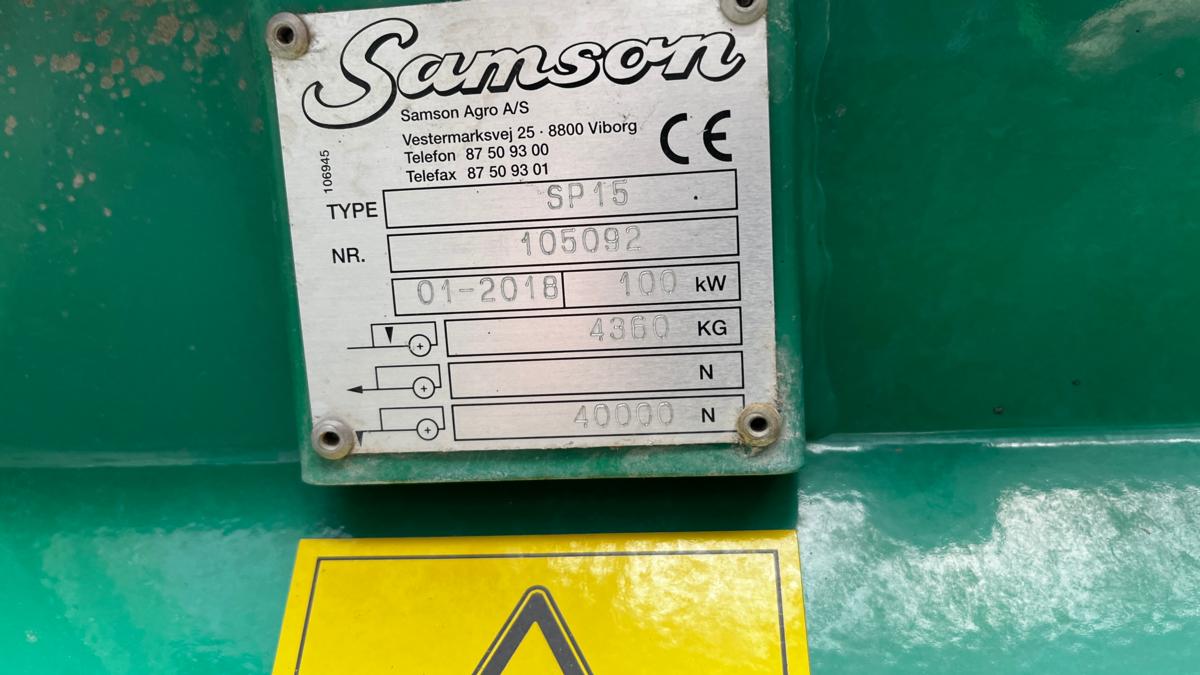 Samson
Samson Agro A/S
Vestermarksvej 25 · 8800 Viborg
Telefon 87 50 93 00
Telefax 87 50 93 01
106945
TYPE SP15
NR. 105092
01-2018 100 kW
4360 KG
N
40000 N
CE